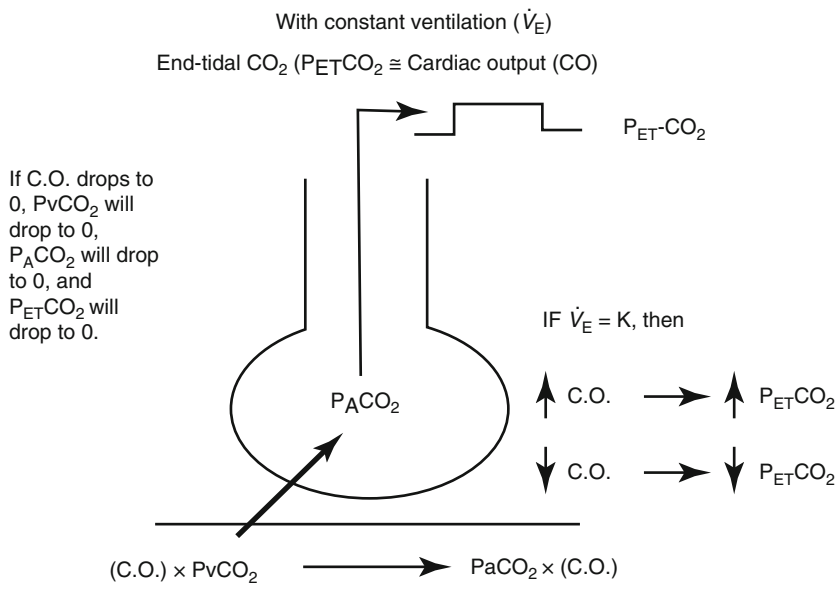 With constant ventilation (V̇E)
End-tidal CO₂ (PETCO₂ ≅ Cardiac output (CO)
PET-CO₂
If C.O. drops to
0, PvCO₂ will
drop to 0,
PACO₂ will drop
to 0, and
PETCO₂ will
drop to 0.
IF V̇E = K, then
PACO₂
C.O. PETCO₂
C.O. PETCO₂
(C.O.) × PvCO₂ PaCO₂ × (C.O.)